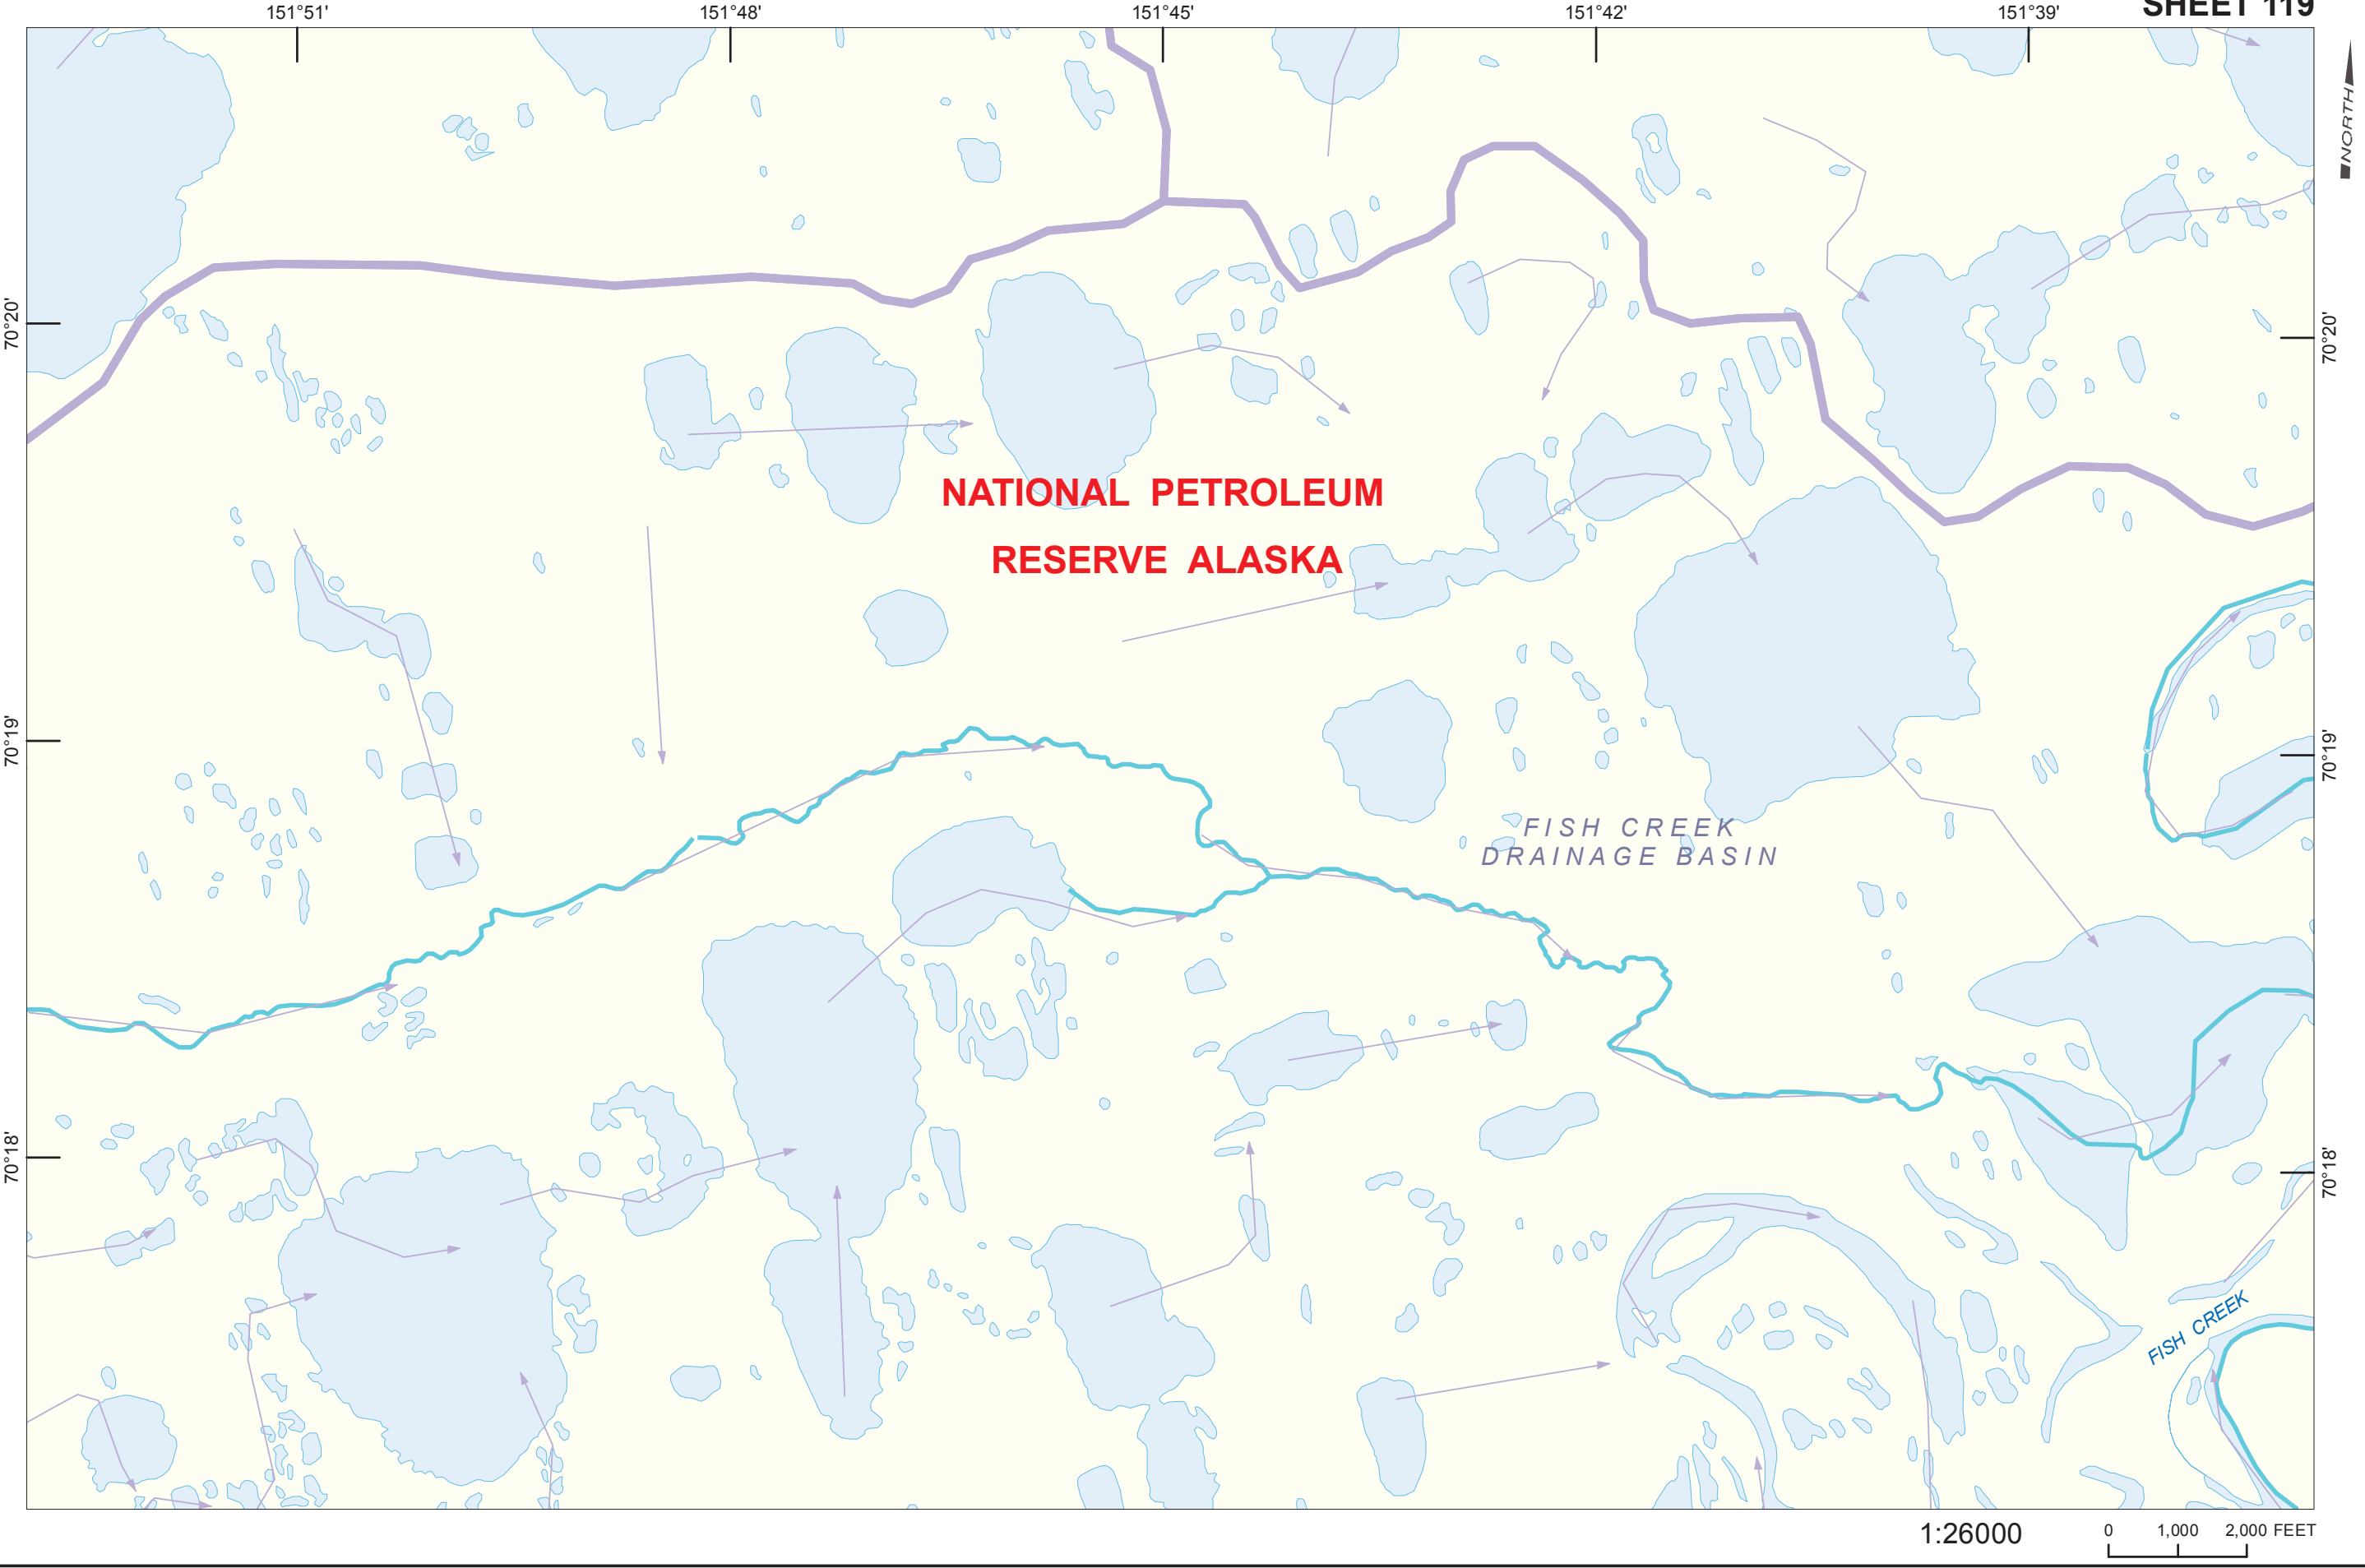 SHEET 119
151°51' 151°48' 151°45' 151°42' 151°39'
NORTH
70°20' 70°20'
NATIONAL PETROLEUM
RESERVE ALASKA
70°19' 70°19'
FISH CREEK
DRAINAGE BASIN
70°18' 70°18'
FISH CREEK
1:26000
0 1,000 2,000 FEET